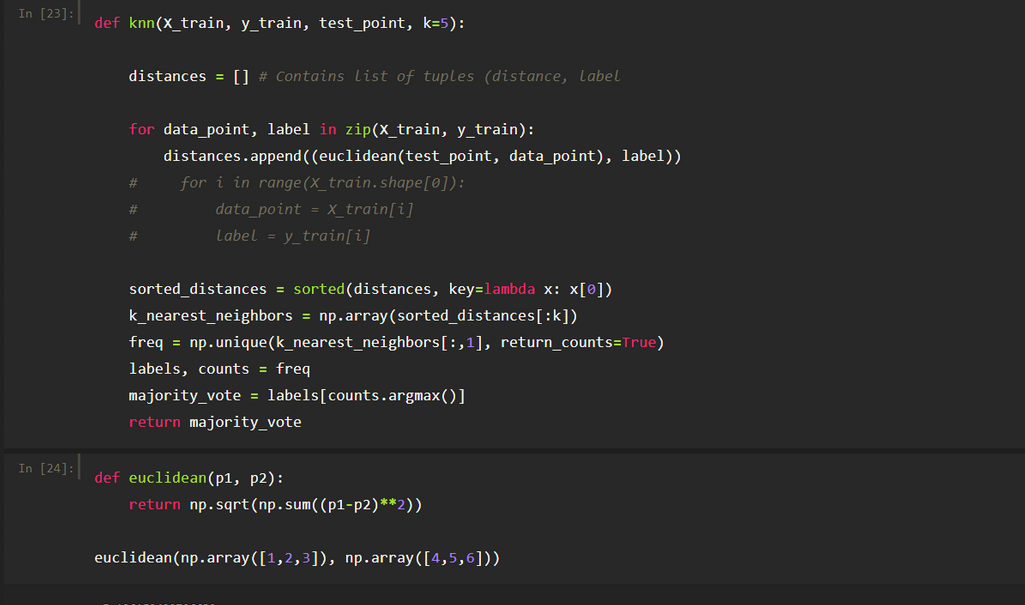 In [23]:
def knn(X_train, y_train, test_point, k=5):
distances = [] # Contains list of tuples (distance, label
for data_point, label in zip(X_train, y_train):
distances.append((euclidean(test_point, data_point), label))
# for i in range(X_train.shape[0]):
# data_point = X_train[i]
# label = y_train[i]
sorted_distances = sorted(distances, key=lambda x: x[0])
k_nearest_neighbors = np.array(sorted_distances[:k])
freq = np.unique(k_nearest_neighbors[:,1], return_counts=True)
labels, counts = freq
majority_vote = labels[counts.argmax()]
return majority_vote
In [24]:
def euclidean(p1, p2):
return np.sqrt(np.sum((p1-p2)**2))
euclidean(np.array([1,2,3]), np.array([4,5,6]))